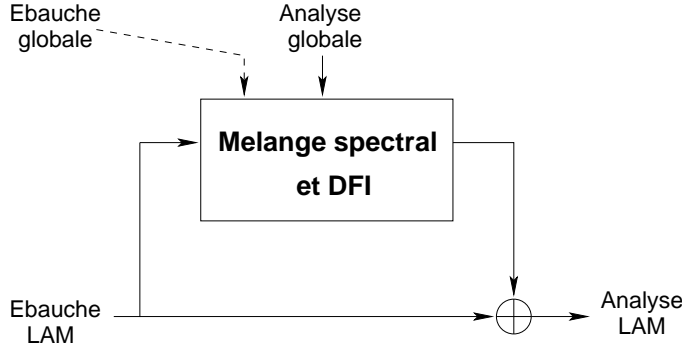 Ebauche
globale
Analyse
globale
Melange spectral
et DFI
Ebauche
LAM
Analyse
LAM